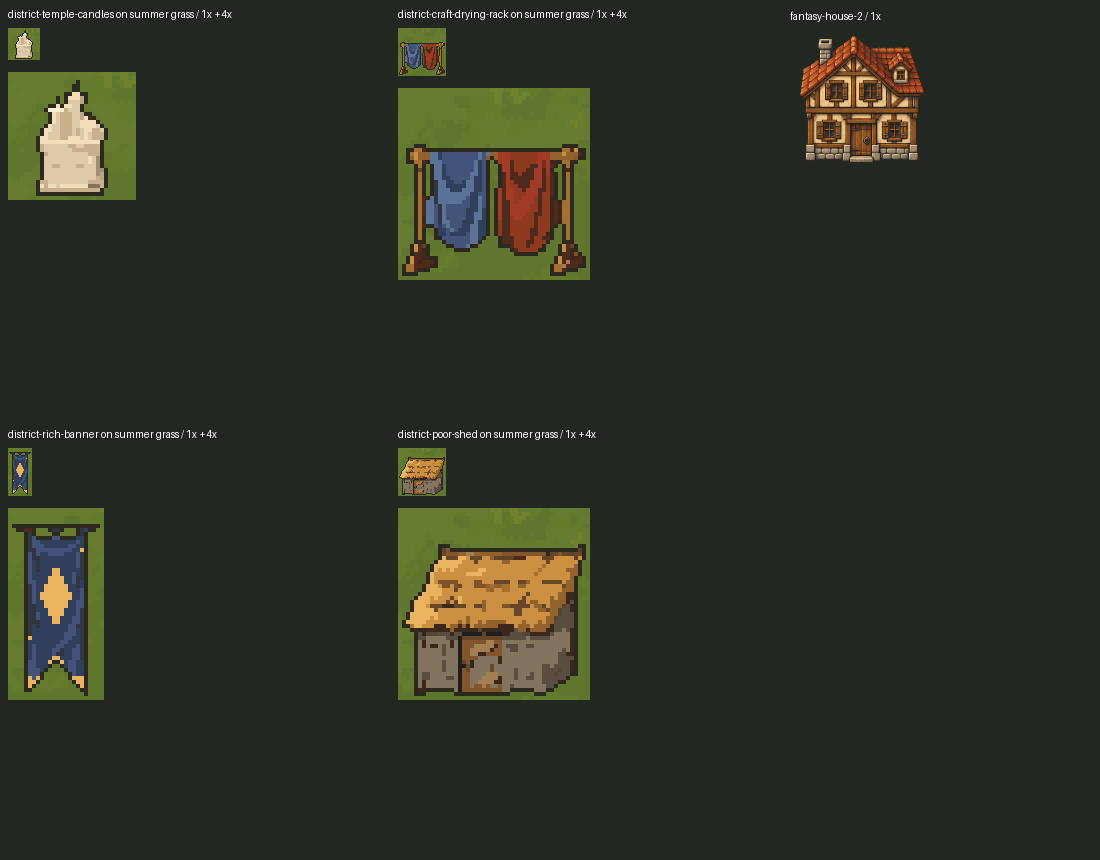 district-temple-candles on summer grass / 1x +4x
district-craft-drying-rack on summer grass / 1x +4x
fantasy-house-2 / 1x
district-rich-banner on summer grass / 1x +4x
district-poor-shed on summer grass / 1x +4x